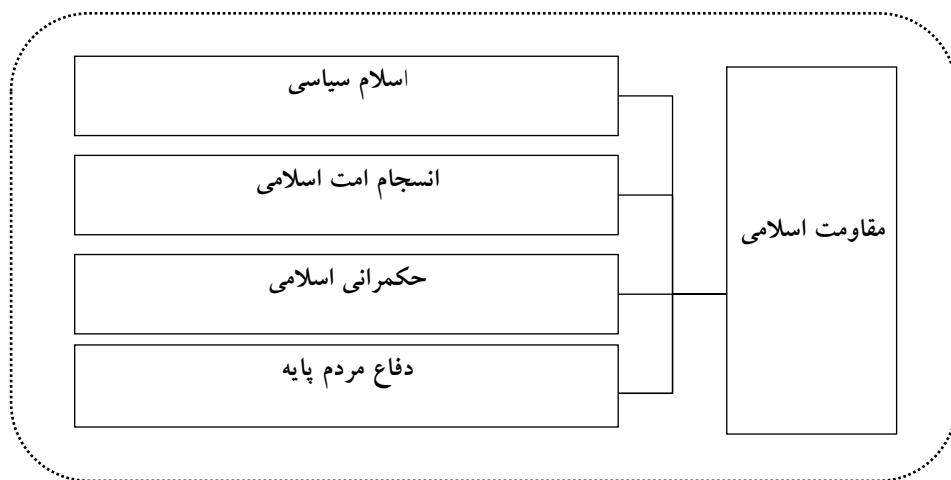 مقاومت اسلامی
اسلام سیاسی
انسجام امت اسلامی
حکمرانی اسلامی
دفاع مردم پایه